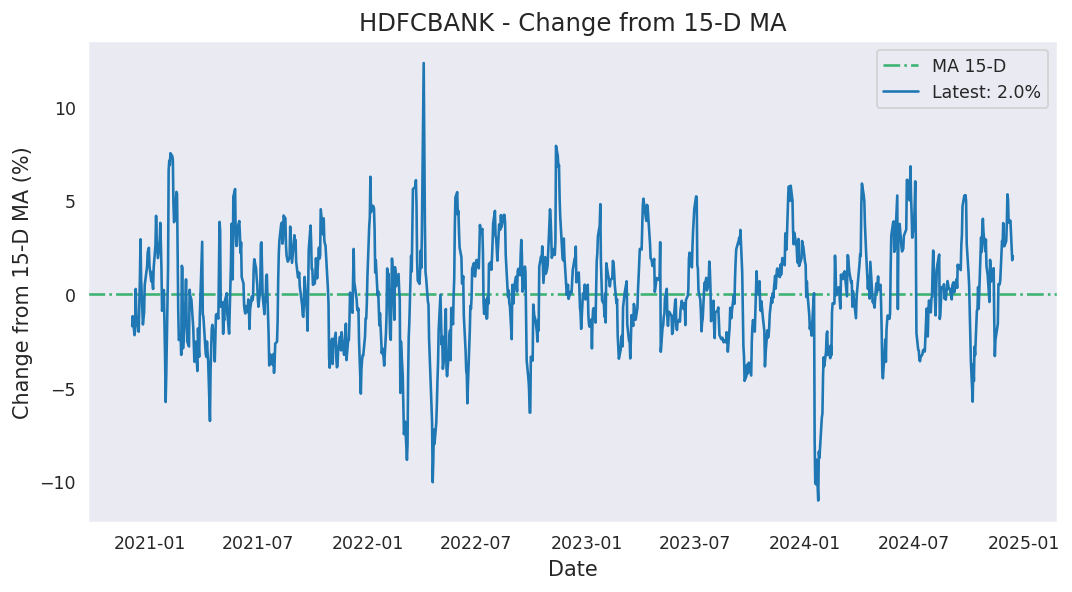 HDFCBANK - Change from 15-D MA
MA 15-D
Latest: 2.0%
Change from 15-D MA (%)
10
5
0
−5
−10
2021-01 2021-07 2022-01 2022-07 2023-01 2023-07 2024-01 2024-07 2025-01
Date